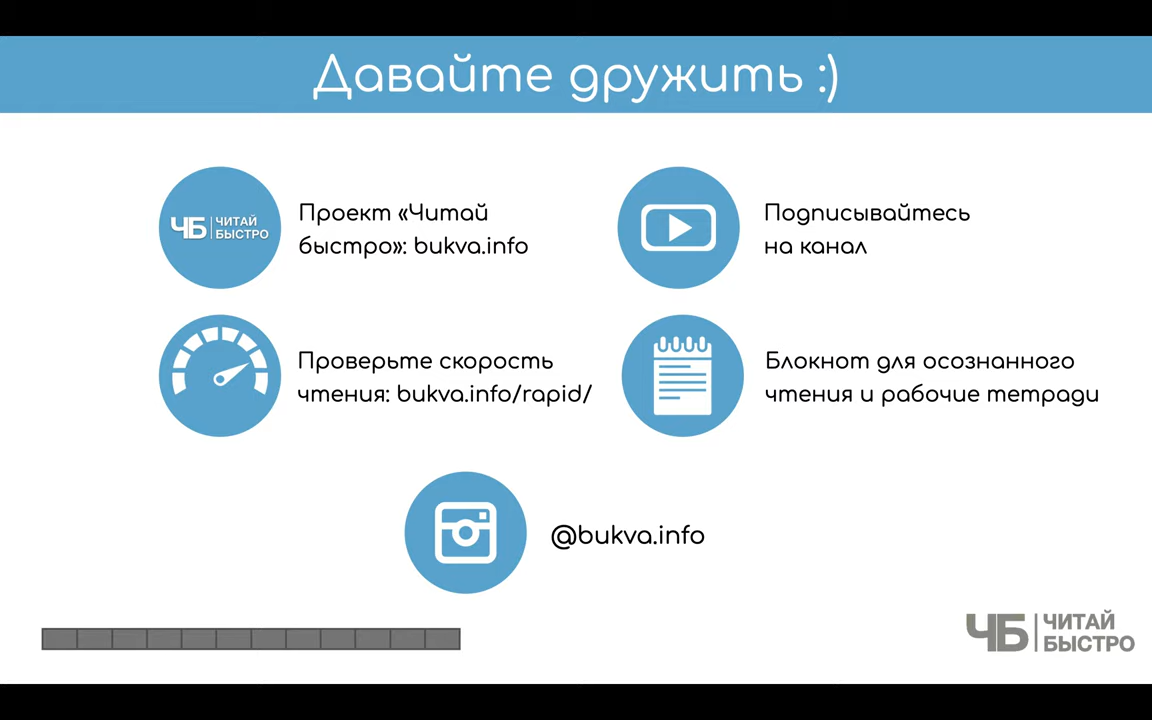 Давайте дружить :)
ЧБ ЧИТАЙ
БЫСТРО
Проект «Читай
быстро»: bukva.info
Подписывайтесь
на канал
Проверьте скорость
чтения: bukva.info/rapid/
Блокнот для осознанного
чтения и рабочие тетради
@bukva.info
ЧБ ЧИТАЙ
БЫСТРО